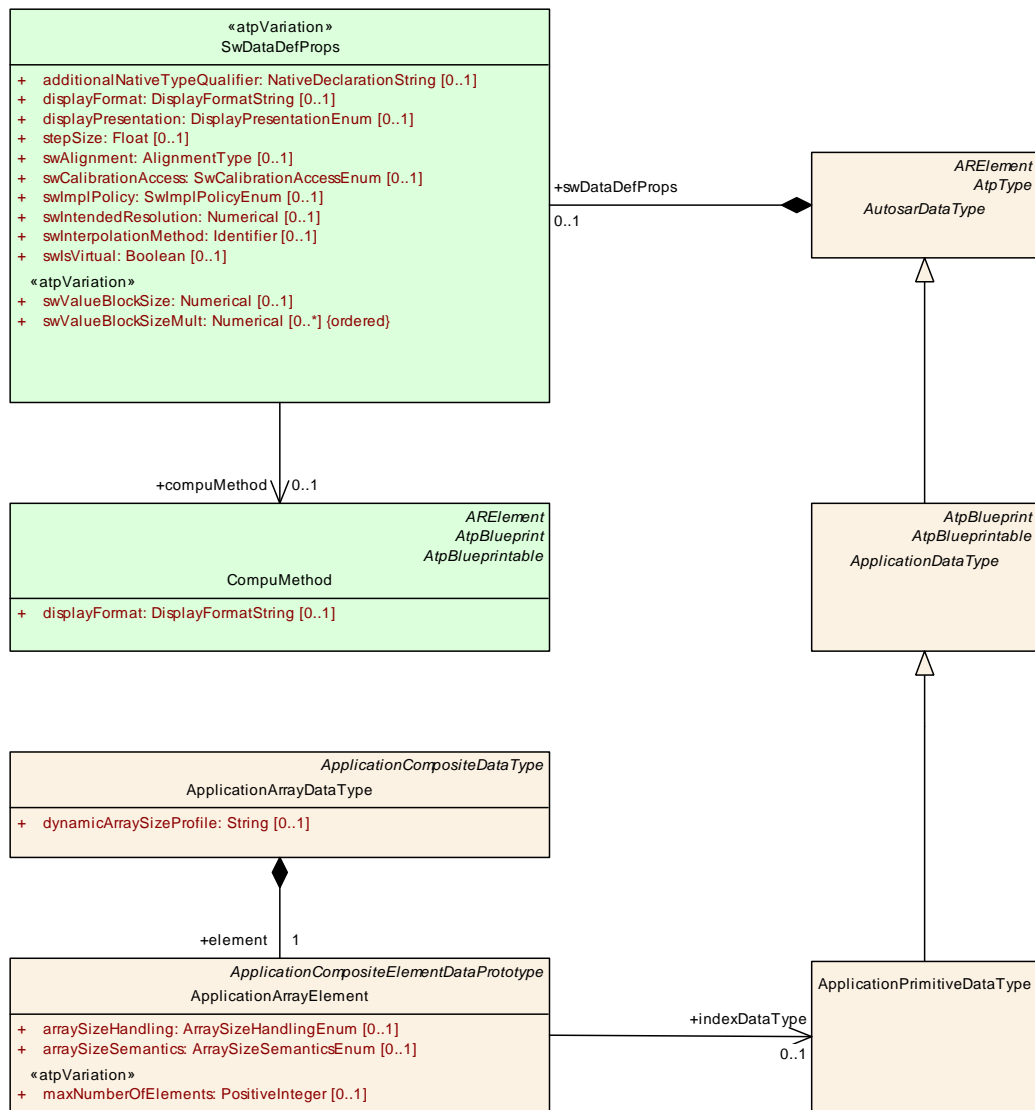 «atpVariation»
SwDataDefProps
+ additionalNativeTypeQualifier: NativeDeclarationString [0..1]
+ displayFormat: DisplayFormatString [0..1]
+ displayPresentation: DisplayPresentationEnum [0..1]
+ stepSize: Float [0..1]
+ swAlignment: AlignmentType [0..1]
+ swCalibrationAccess: SwCalibrationAccessEnum [0..1]
+ swImplPolicy: SwImplPolicyEnum [0..1]
+ swIntendedResolution: Numerical [0..1]
+ swInterpolationMethod: Identifier [0..1]
+ swIsVirtual: Boolean [0..1]
«atpVariation»
+ swValueBlockSize: Numerical [0..1]
+ swValueBlockSizeMult: Numerical [0..*] {ordered}
+swDataDefProps
0..1
ARElement
AtpType
AutosarDataType
+compuMethod 0..1
ARElement
AtpBlueprint
AtpBlueprintable
CompuMethod
+ displayFormat: DisplayFormatString [0..1]
AtpBlueprint
AtpBlueprintable
ApplicationDataType
ApplicationCompositeDataType
ApplicationArrayDataType
+ dynamicArraySizeProfile: String [0..1]
+element 1
ApplicationCompositeElementDataPrototype
ApplicationArrayElement
+ arraySizeHandling: ArraySizeHandlingEnum [0..1]
+ arraySizeSemantics: ArraySizeSemanticsEnum [0..1]
«atpVariation»
+ maxNumberOfElements: PositiveInteger [0..1]
+indexDataType
0..1
ApplicationPrimitiveDataType